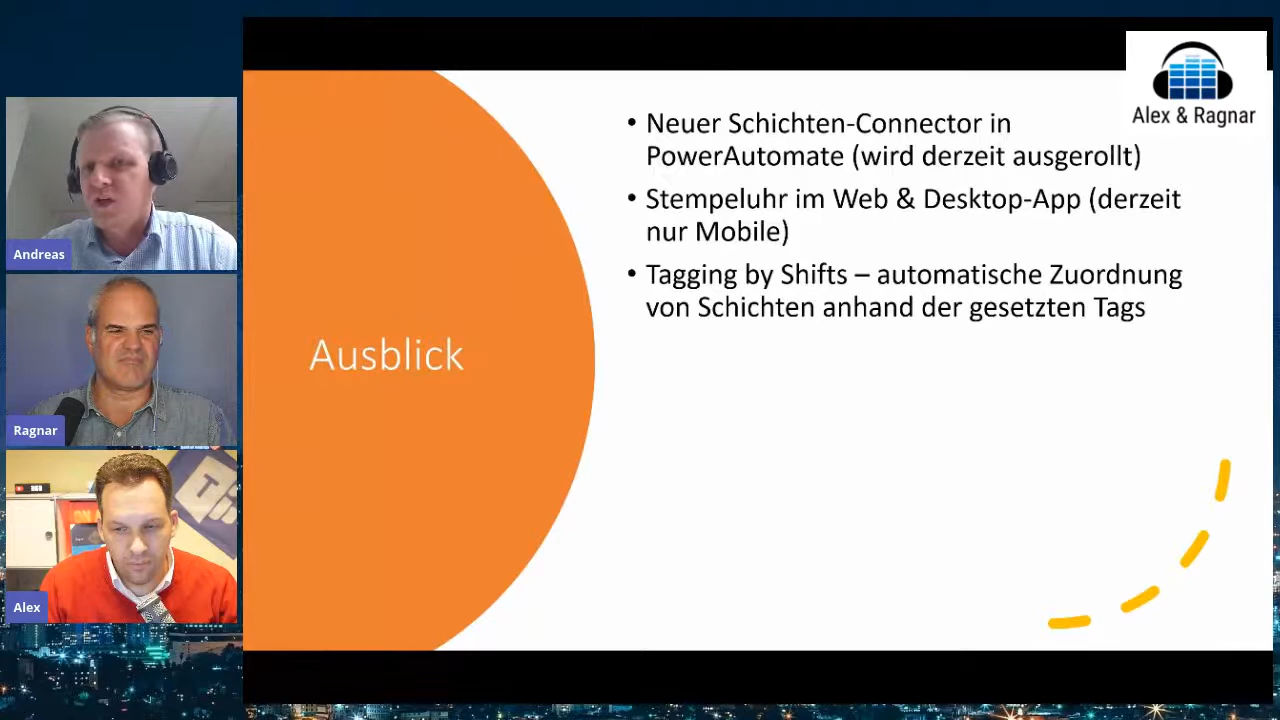 Alex & Ragnar
• Neuer Schichten-Connector in
PowerAutomate (wird derzeit ausgerollt)
• Stempeluhr im Web & Desktop-App (derzeit
nur Mobile)
• Tagging by Shifts – automatische Zuordnung
von Schichten anhand der gesetzten Tags
Ausblick
Andreas
Ragnar
Alex